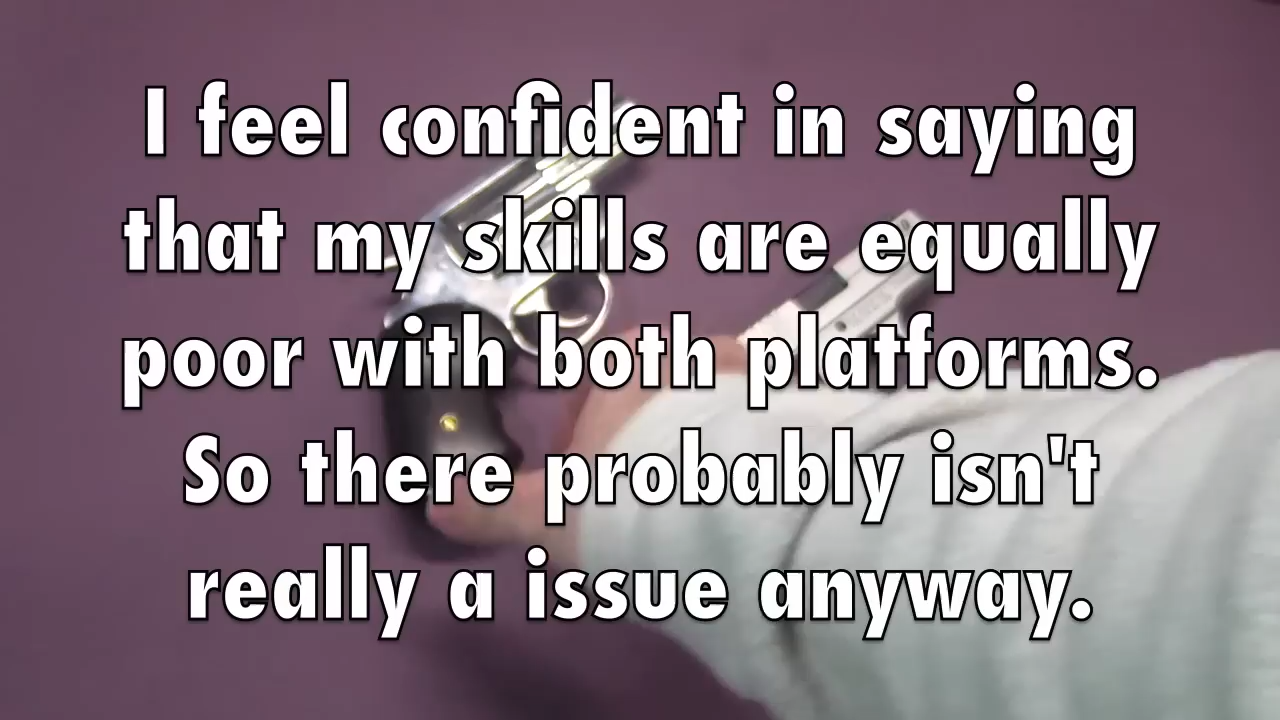 I feel confident in saying
that my skills are equally
poor with both platforms.
So there probably isn't
really a issue anyway.